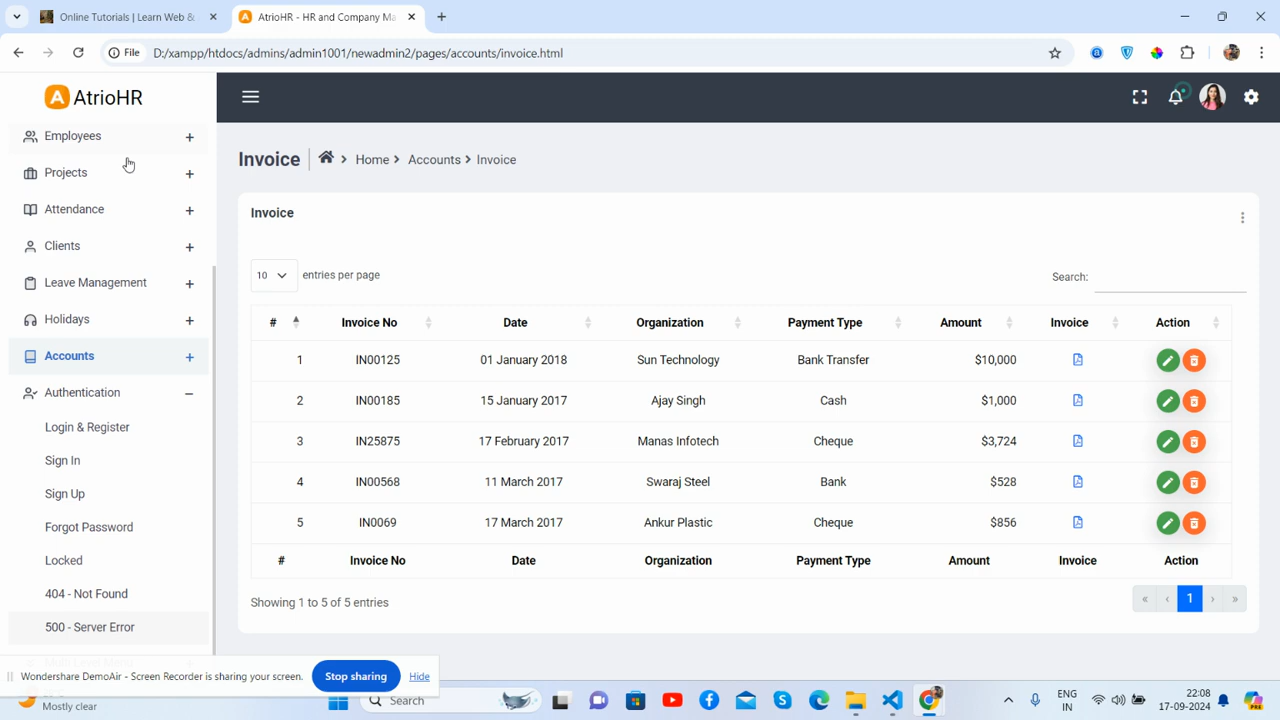 Online Tutorials | Learn Web &
AtrioHR - HR and Company Ma
File D:/xampp/htdocs/admins/admin1001/newadmin2/pages/accounts/invoice.html
AtrioHR
Employees +
Projects +
Attendance +
Clients +
Leave Management +
Holidays +
Accounts +
Authentication −
Login & Register
Sign In
Sign Up
Forgot Password
Locked
404 - Not Found
500 - Server Error
Invoice Home Accounts Invoice
Invoice
10 entries per page Search:
# Invoice No Date Organization Payment Type Amount Invoice Action
1 IN00125 01 January 2018 Sun Technology Bank Transfer $10,000
2 IN00185 15 January 2017 Ajay Singh Cash $1,000
3 IN25875 17 February 2017 Manas Infotech Cheque $3,724
4 IN00568 11 March 2017 Swaraj Steel Bank $528
5 IN0069 17 March 2017 Ankur Plastic Cheque $856
# Invoice No Date Organization Payment Type Amount Invoice Action
Showing 1 to 5 of 5 entries « ‹ 1 › »
Wondershare DemoAir - Screen Recorder is sharing your screen. Stop sharing Hide
Mostly clear
Search
ENG
IN
22:08
17-09-2024